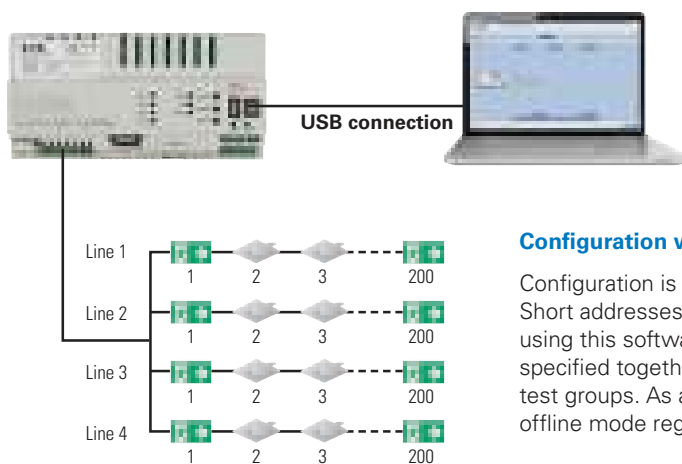 USB connection
Line 1
1 2 3 200
Line 2
1 2 3 200
Line 3
1 2 3 200
Line 4
1 2 3 200
Configuration v
Configuration is
Short addresses
using this softwa
specified togeth
test groups. As a
offline mode reg